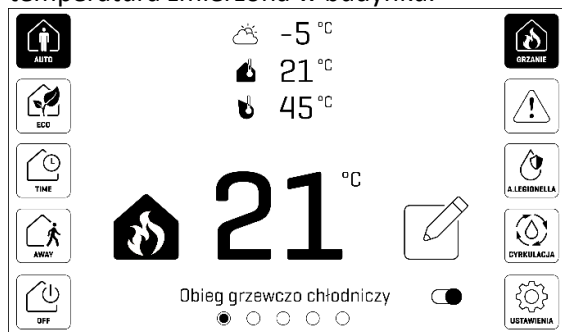 temperatura zmierzona w budynku.
AUTO
-5 °C
GRZANIE
21 °C
ECO
45 °C
TIME
21 °C
A.LEGIONELLA
AWAY
CYRKULACJA
OFF
Obieg grzewczo chłodniczy
USTAWIENIA